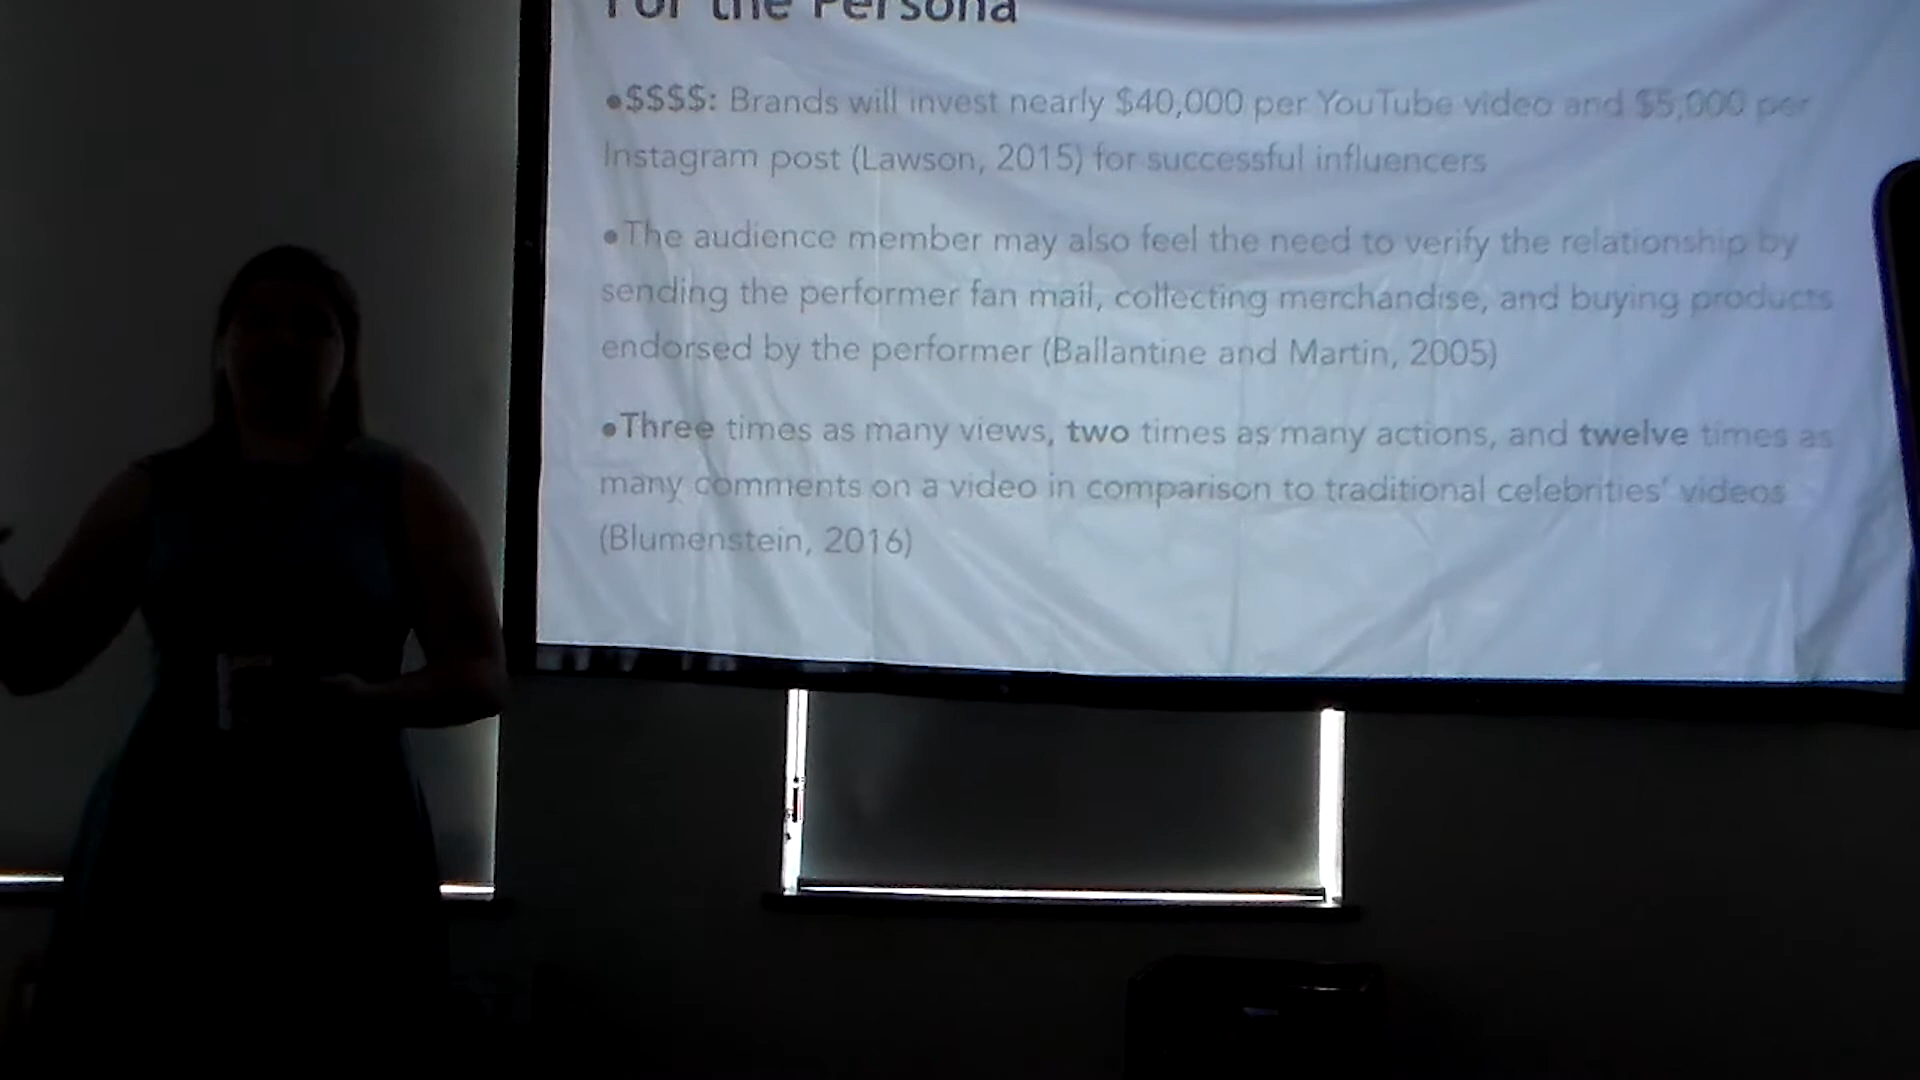 For the Persona
•$$$$: Brands will invest nearly $40,000 per YouTube video and $5,000 per
Instagram post (Lawson, 2015) for successful influencers
•The audience member may also feel the need to verify the relationship by
sending the performer fan mail, collecting merchandise, and buying products
endorsed by the performer (Ballantine and Martin, 2005)
•Three times as many views, two times as many actions, and twelve times as
many comments on a video in comparison to traditional celebrities' videos
(Blumenstein, 2016)